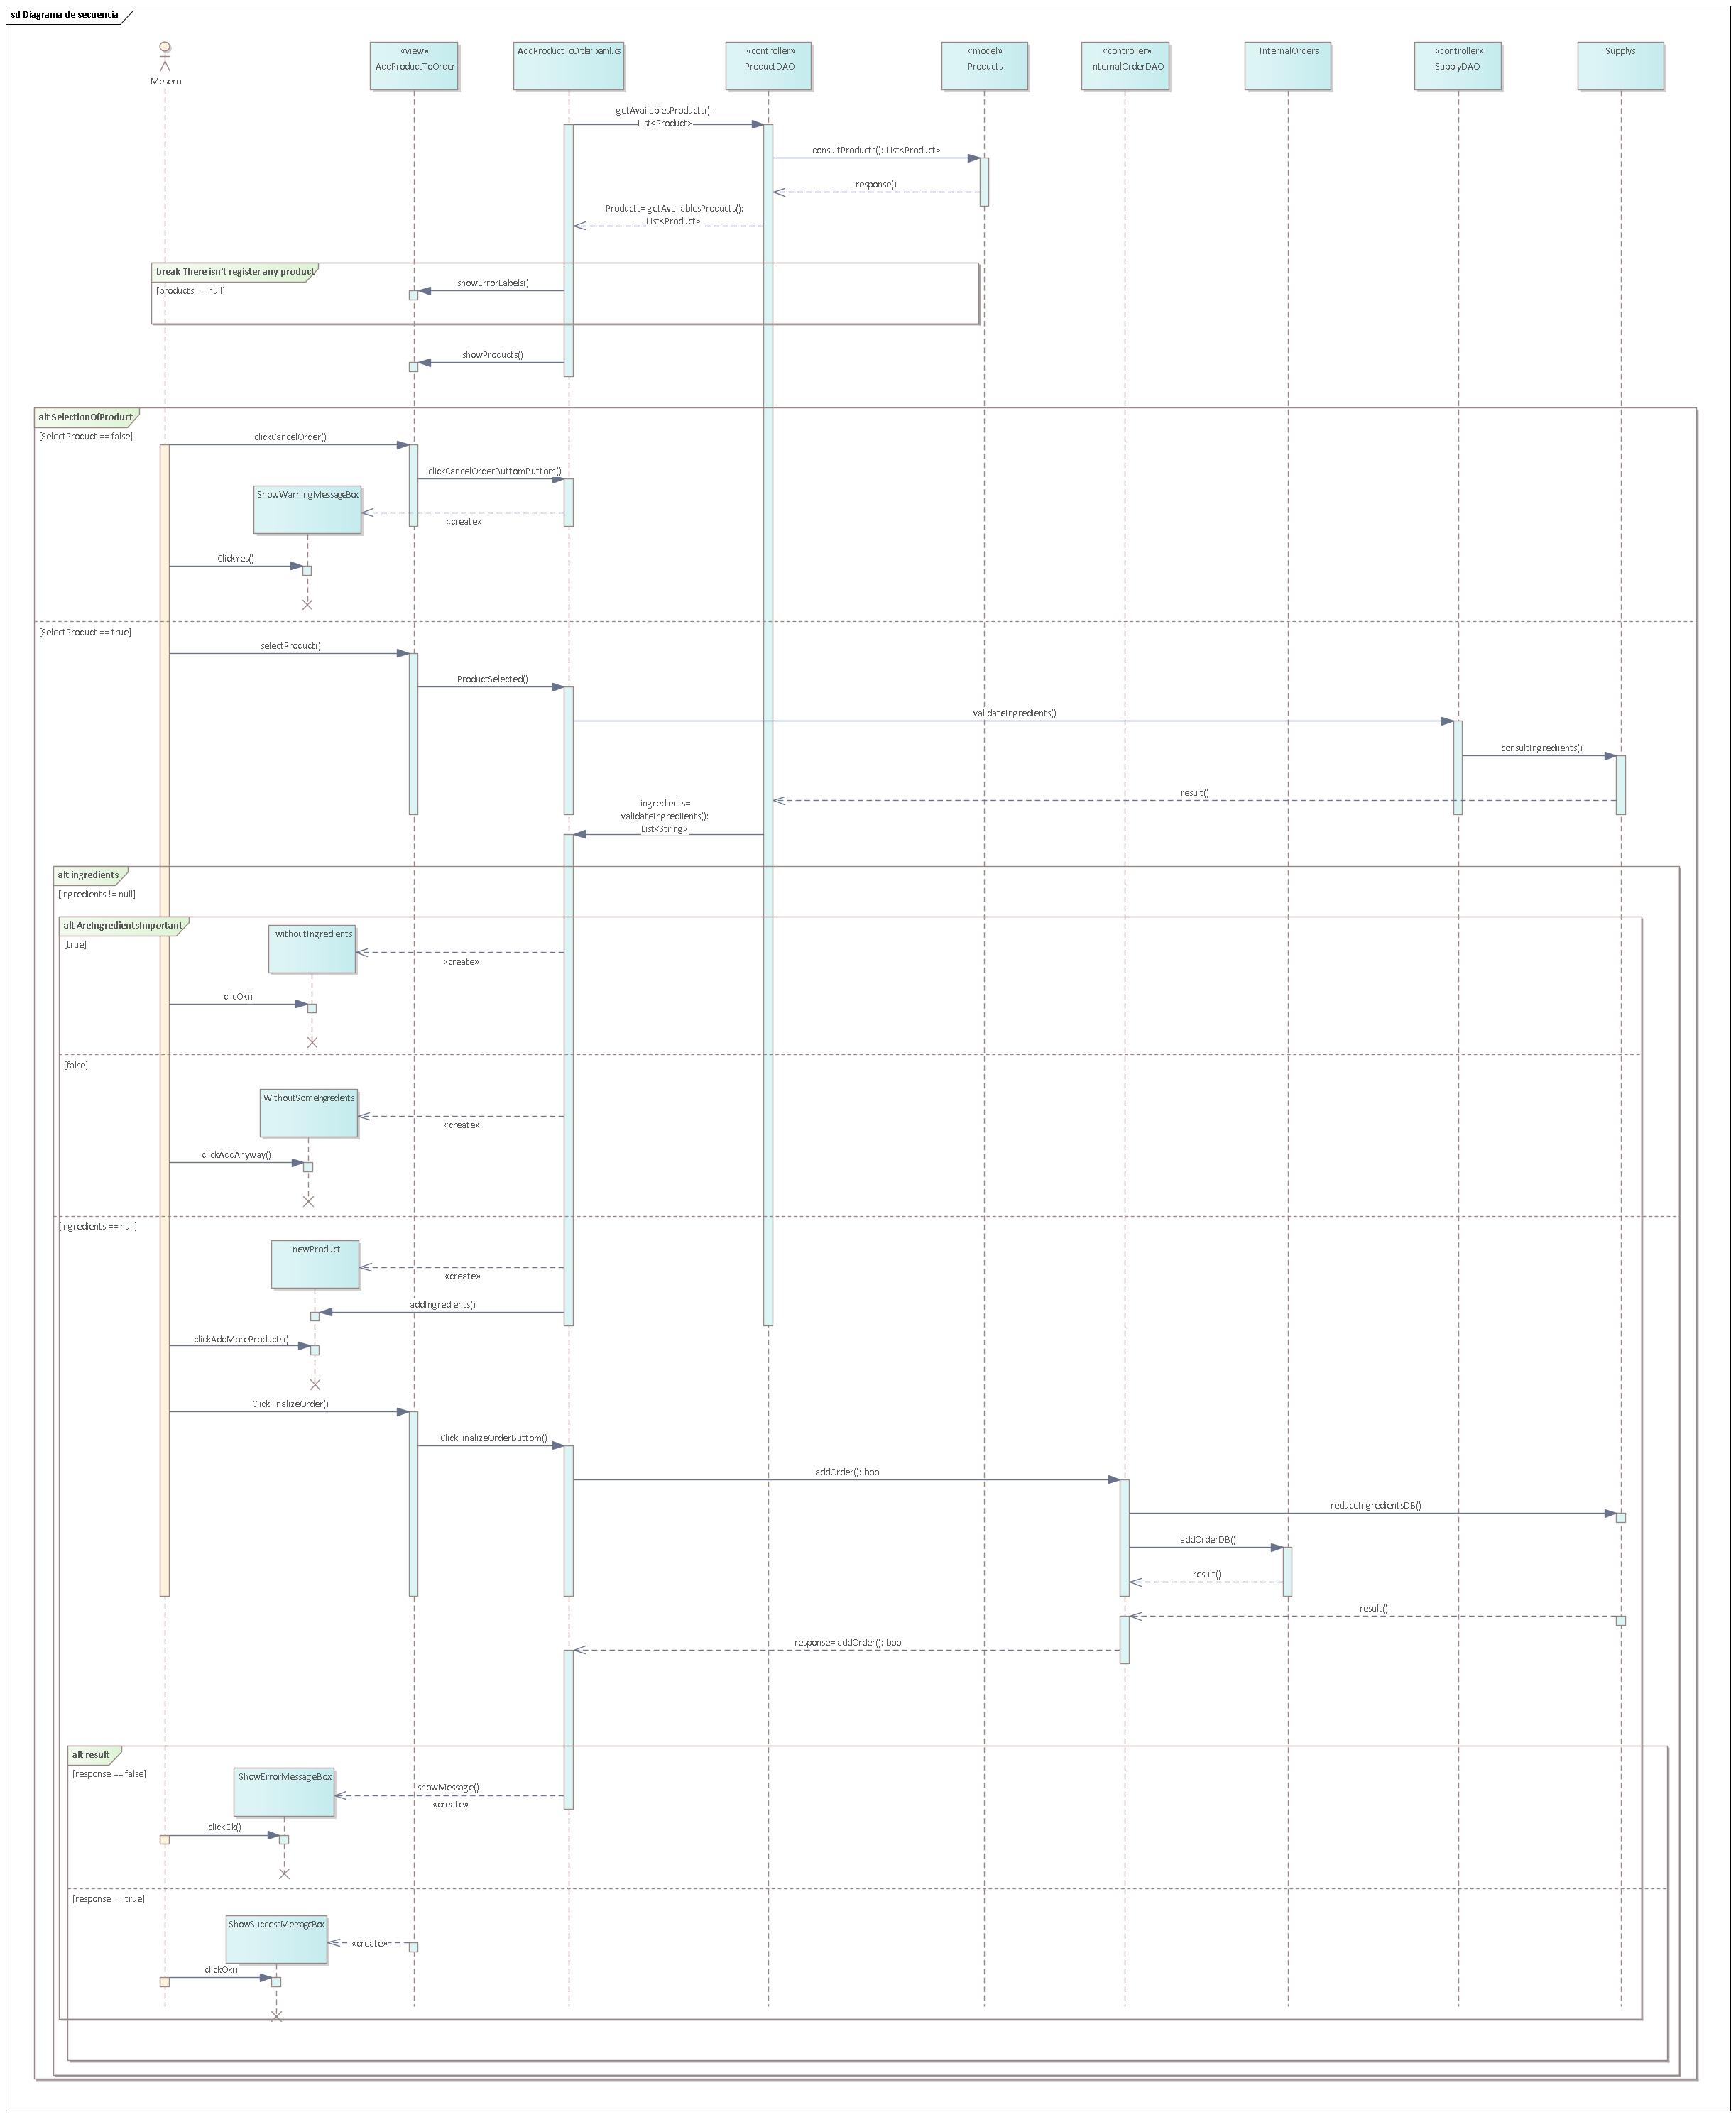 sd Diagrama de secuencia
Mesero
«view»
AddProductToOrder
AddProductToOrder.xaml.cs
«controller»
ProductDAO
«model»
Products
«controller»
InternalOrderDAO
InternalOrders
«controller»
SupplyDAO
Supplys
getAvailablesProducts():
List<Product>
consultProducts(): List<Product>
response()
Products= getAvailablesProducts():
List<Product>
break There isn't register any product
[products == null]
showErrorLabels()
showProducts()
alt SelectionOfProduct
[SelectProduct == false]
clickCancelOrder()
clickCancelOrderButtomButtom()
ShowWarningMessageBox
«create»
ClickYes()
[SelectProduct == true]
selectProduct()
ProductSelected()
validateIngredients()
consultIngrediients()
result()
ingredients=
validateIngrediients():
List<String>
alt ingredients
[ingredients != null]
alt AreIngredientsImportant
[true]
withoutIngredients
«create»
clicOk()
[false]
WithoutSomeIngredents
«create»
clickAddAnyway()
[ingredients == null]
newProduct
«create»
addIngredients()
clickAddMoreProducts()
ClickFinalizeOrder()
ClickFinalizeOrderButtom()
addOrder(): bool
reduceIngredientsDB()
addOrderDB()
result()
result()
response= addOrder(): bool
alt result
[response == false]
ShowErrorMessageBox
showMessage()
«create»
clickOk()
[response == true]
ShowSuccessMessageBox
«create»
clickOk()